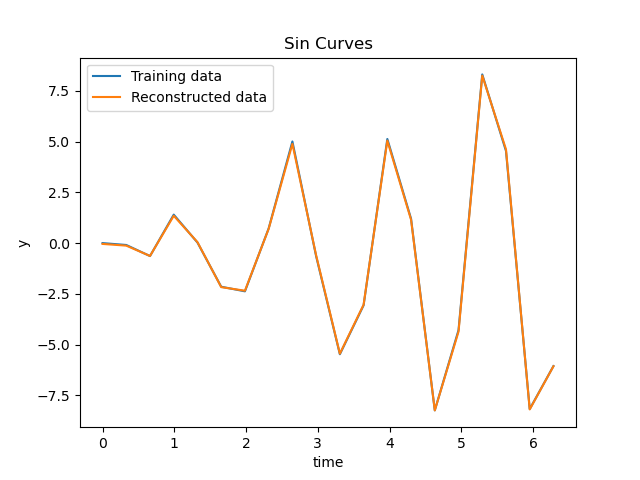 Sin Curves
Training data
Reconstructed data
7.5
5.0
2.5
0.0
−2.5
−5.0
−7.5
y
0 1 2 3 4 5 6
time